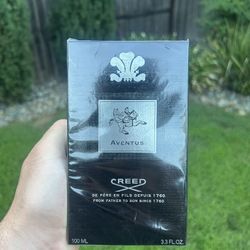 AVENTUS
CREED
DE PÈRE EN FILS DEPUIS 1760
FROM FATHER TO SON SINCE 1760
100 ML 3.3 FL.OZ.